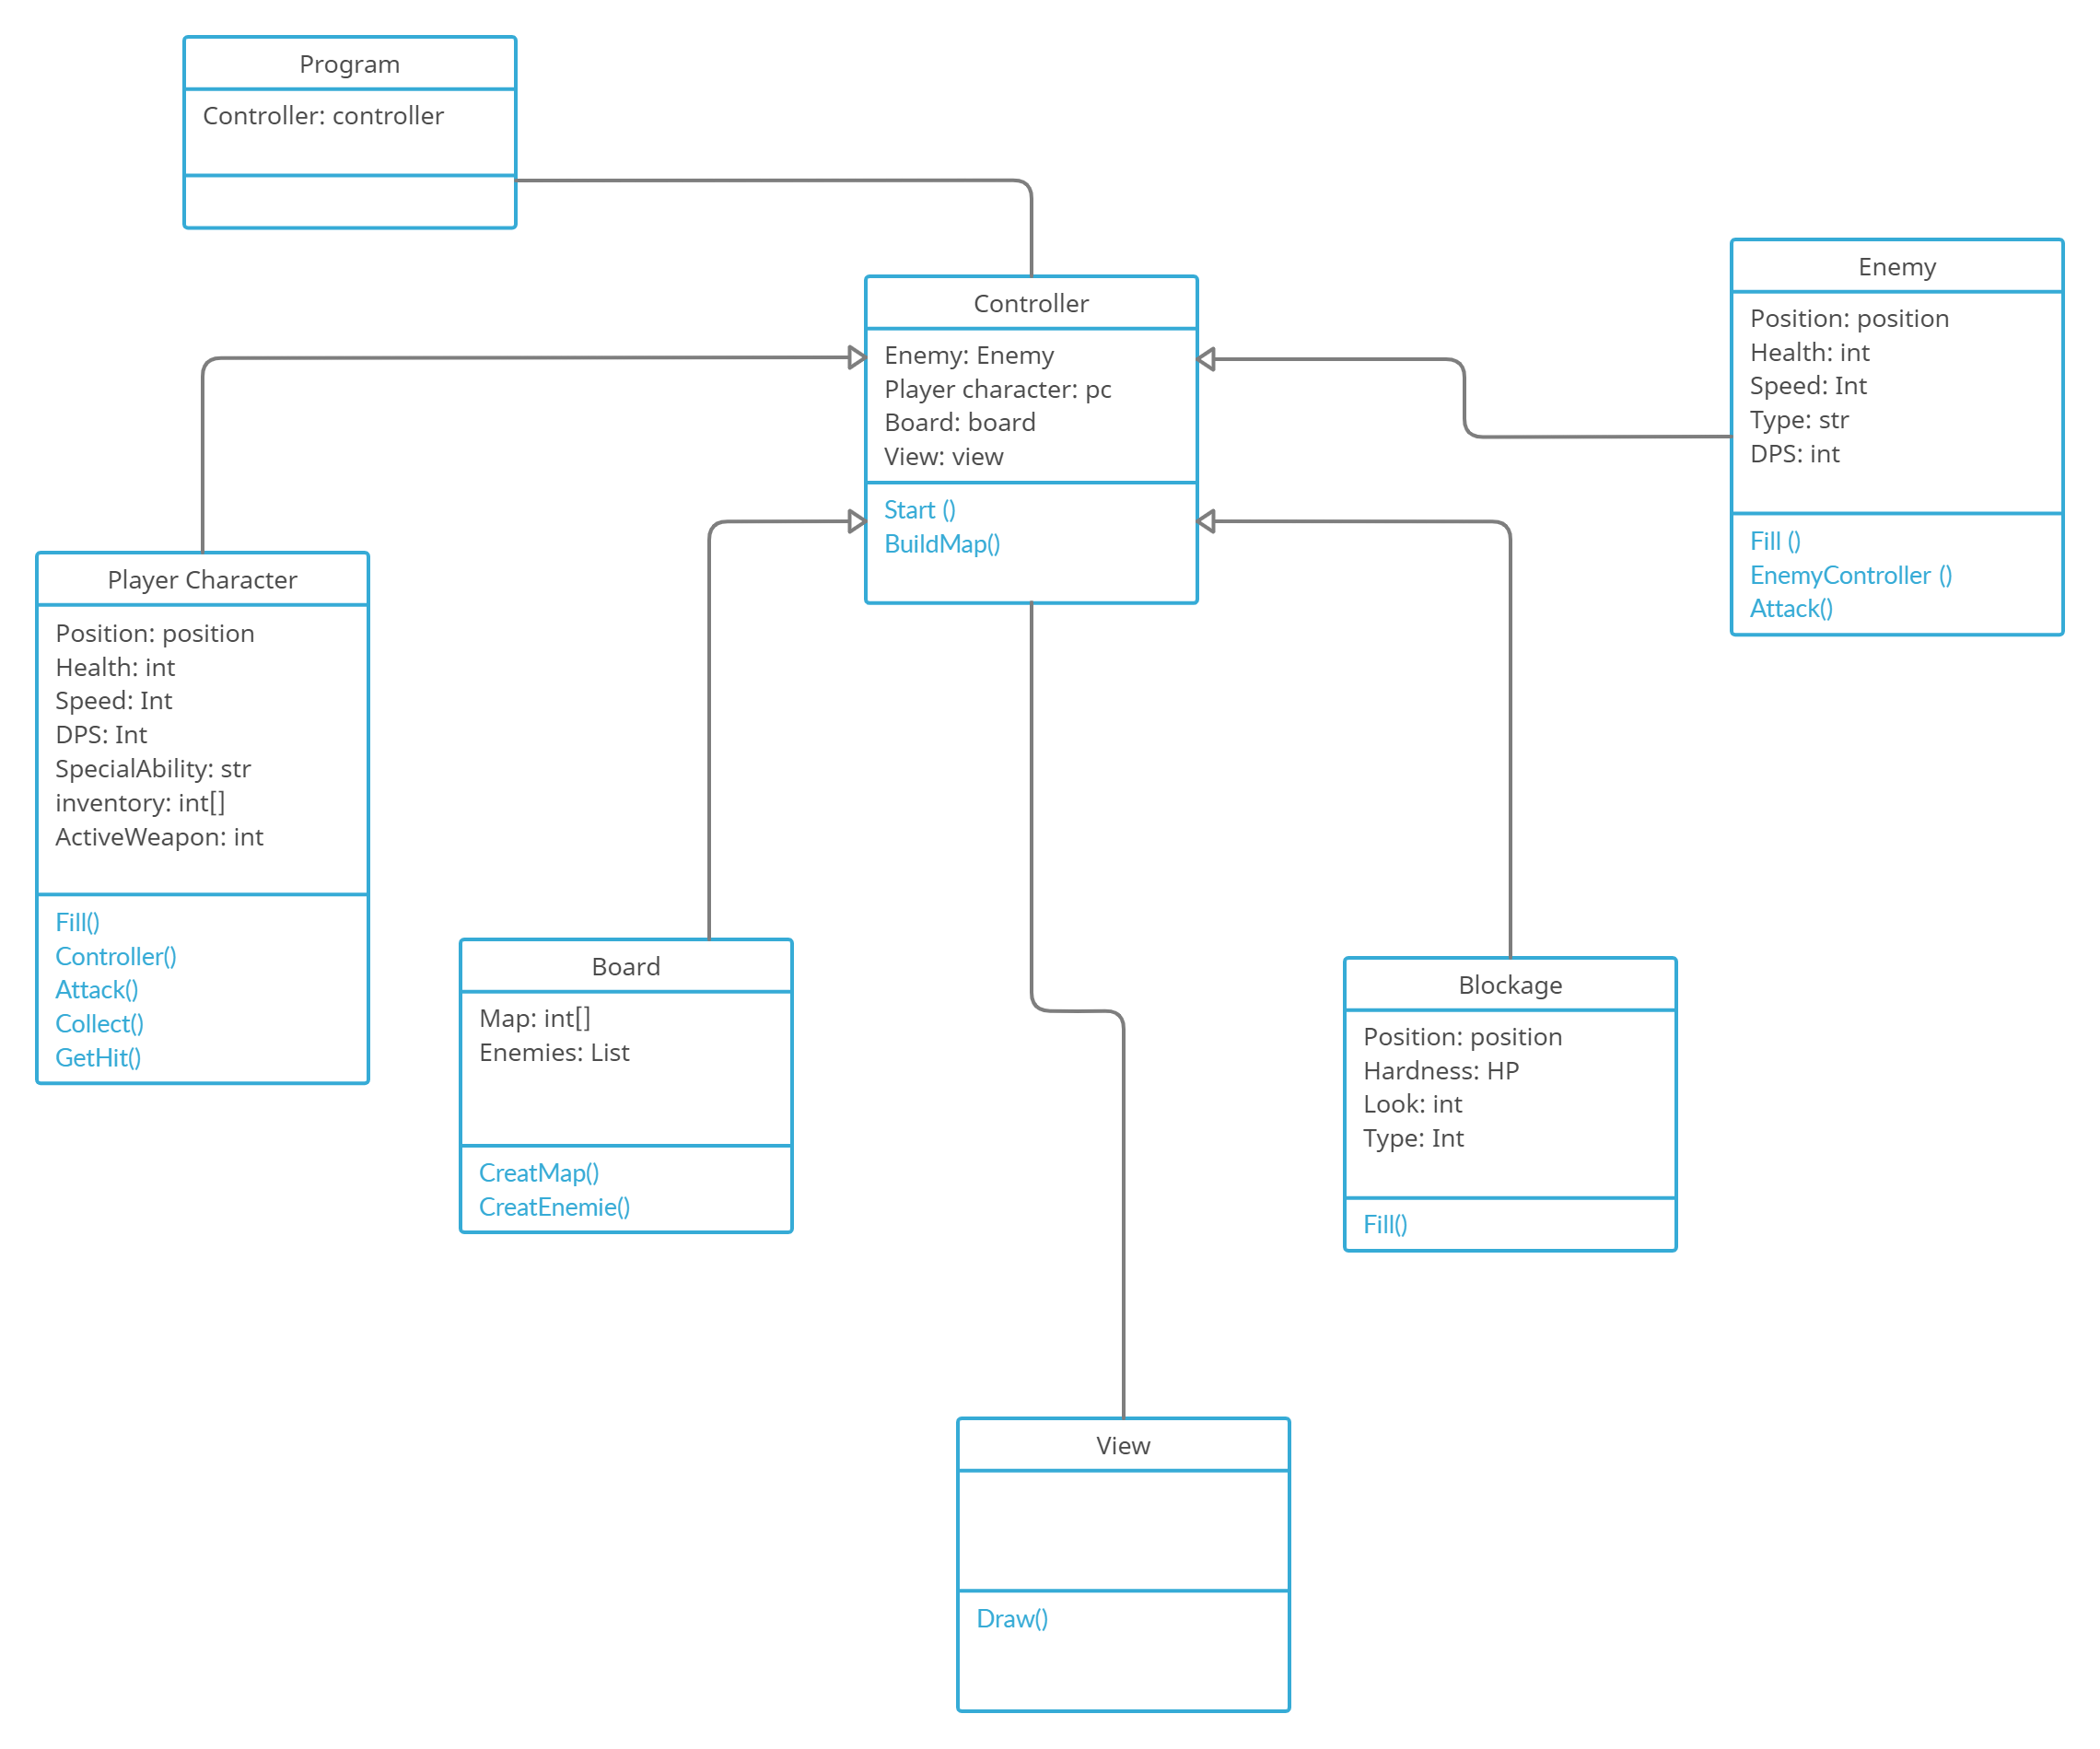 Program
Controller: controller
Controller
Enemy: Enemy
Player character: pc
Board: board
View: view
Start ()
BuildMap()
Enemy
Position: position
Health: int
Speed: Int
Type: str
DPS: int
Fill ()
EnemyController ()
Attack()
Player Character
Position: position
Health: int
Speed: Int
DPS: Int
SpecialAbility: str
inventory: int[]
ActiveWeapon: int
Fill()
Controller()
Attack()
Collect()
GetHit()
Board
Map: int[]
Enemies: List
CreatMap()
CreatEnemie()
Blockage
Position: position
Hardness: HP
Look: int
Type: Int
Fill()
View
Draw()